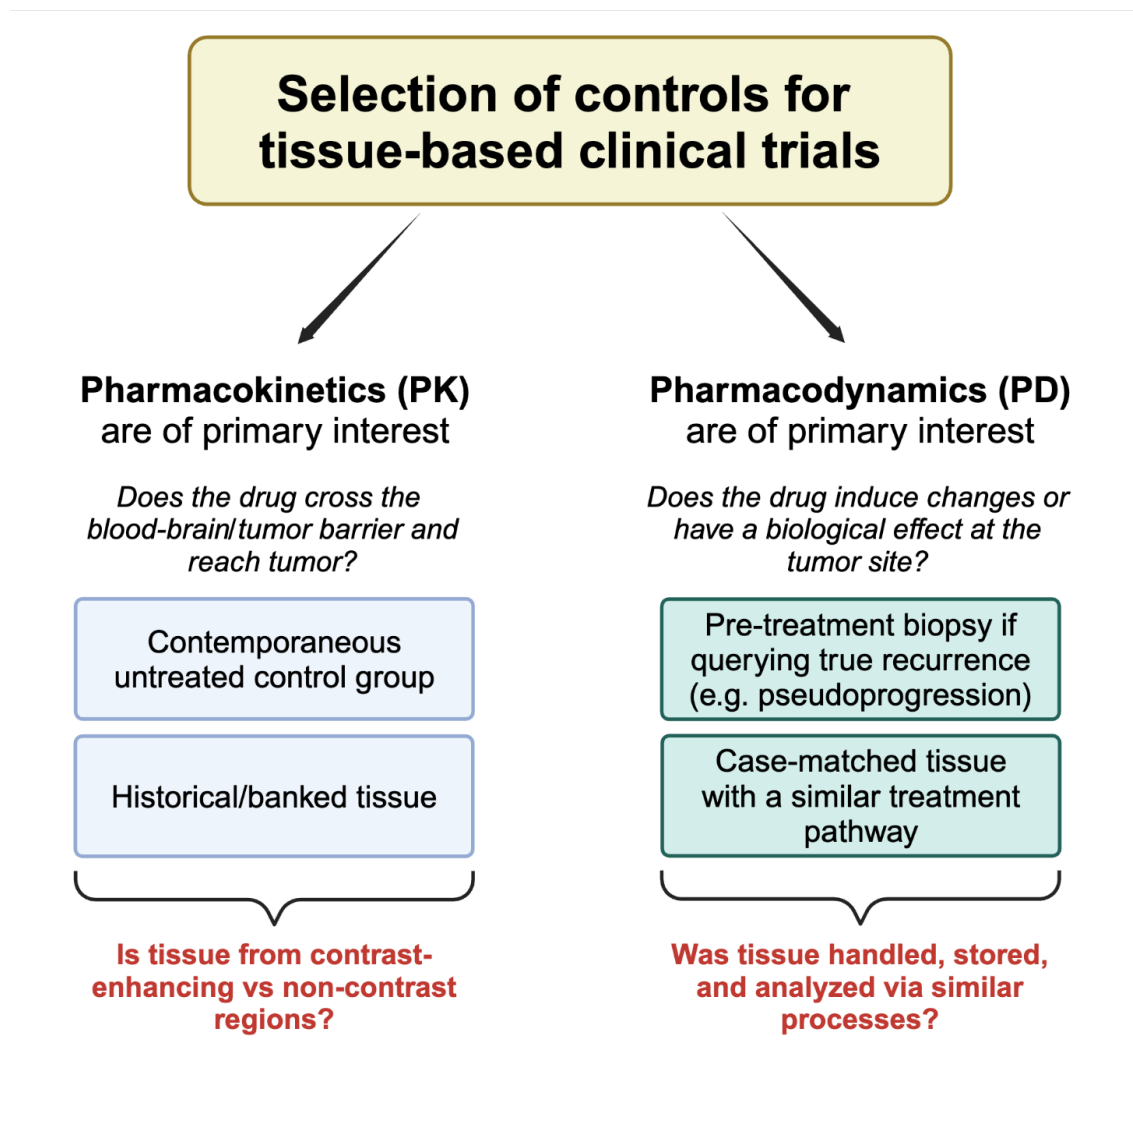 Selection of controls for
tissue-based clinical trials
Pharmacokinetics (PK)
are of primary interest
Does the drug cross the
blood-brain/tumor barrier and
reach tumor?
Contemporaneous
untreated control group
Historical/banked tissue
Is tissue from contrast-
enhancing vs non-contrast
regions?
Pharmacodynamics (PD)
are of primary interest
Does the drug induce changes or
have a biological effect at the
tumor site?
Pre-treatment biopsy if
querying true recurrence
(e.g. pseudoprogression)
Case-matched tissue
with a similar treatment
pathway
Was tissue handled, stored,
and analyzed via similar
processes?